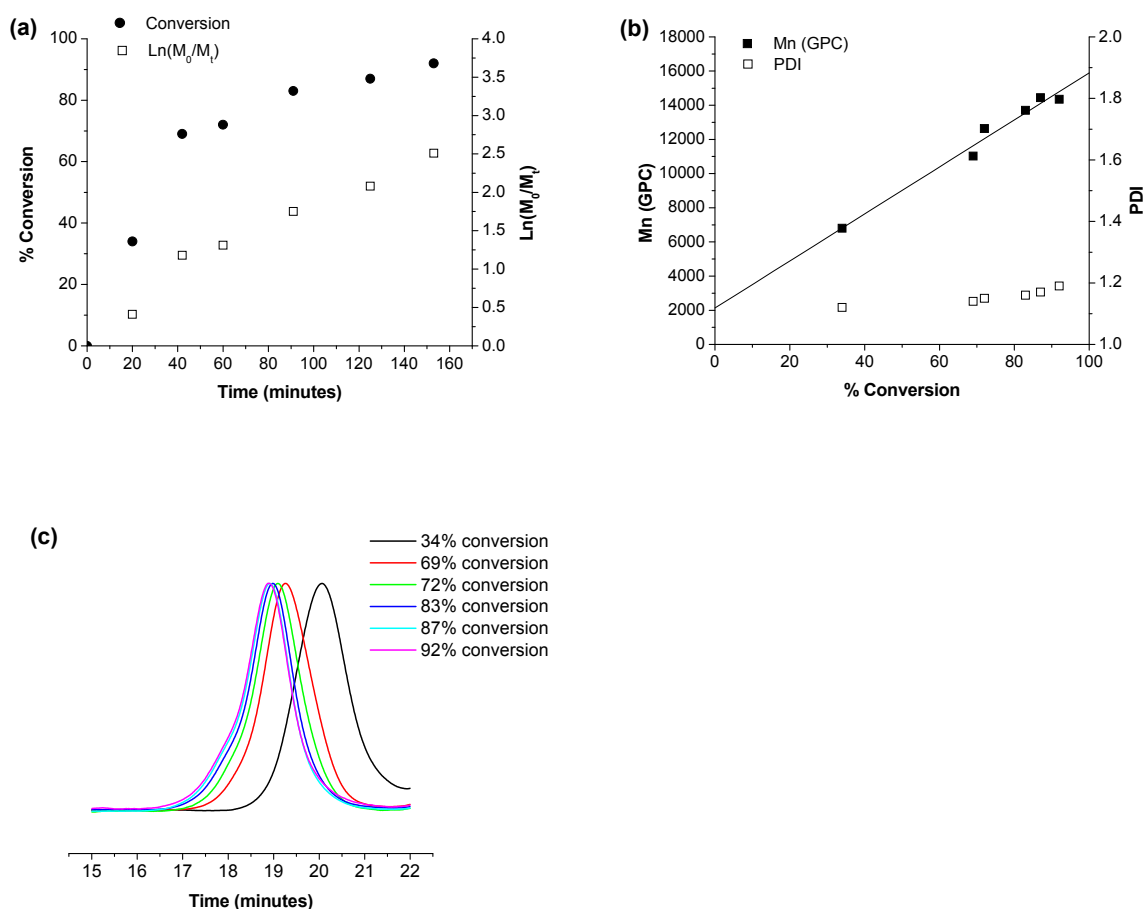 (a)
Conversion
Ln(M0/Mt)
100
80
60
40
20
0
4.0
3.5
3.0
2.5
2.0
1.5
1.0
0.5
0.0
0 20 40 60 80 100 120 140 160
% Conversion
Ln(M0/Mt)
Time (minutes)
(b)
Mn (GPC)
PDI
18000
16000
14000
12000
10000
8000
6000
4000
2000
0
2.0
1.8
1.6
1.4
1.2
1.0
0 20 40 60 80 100
Mn (GPC)
PDI
% Conversion
(c)
34% conversion
69% conversion
72% conversion
83% conversion
87% conversion
92% conversion
15 16 17 18 19 20 21 22
Time (minutes)